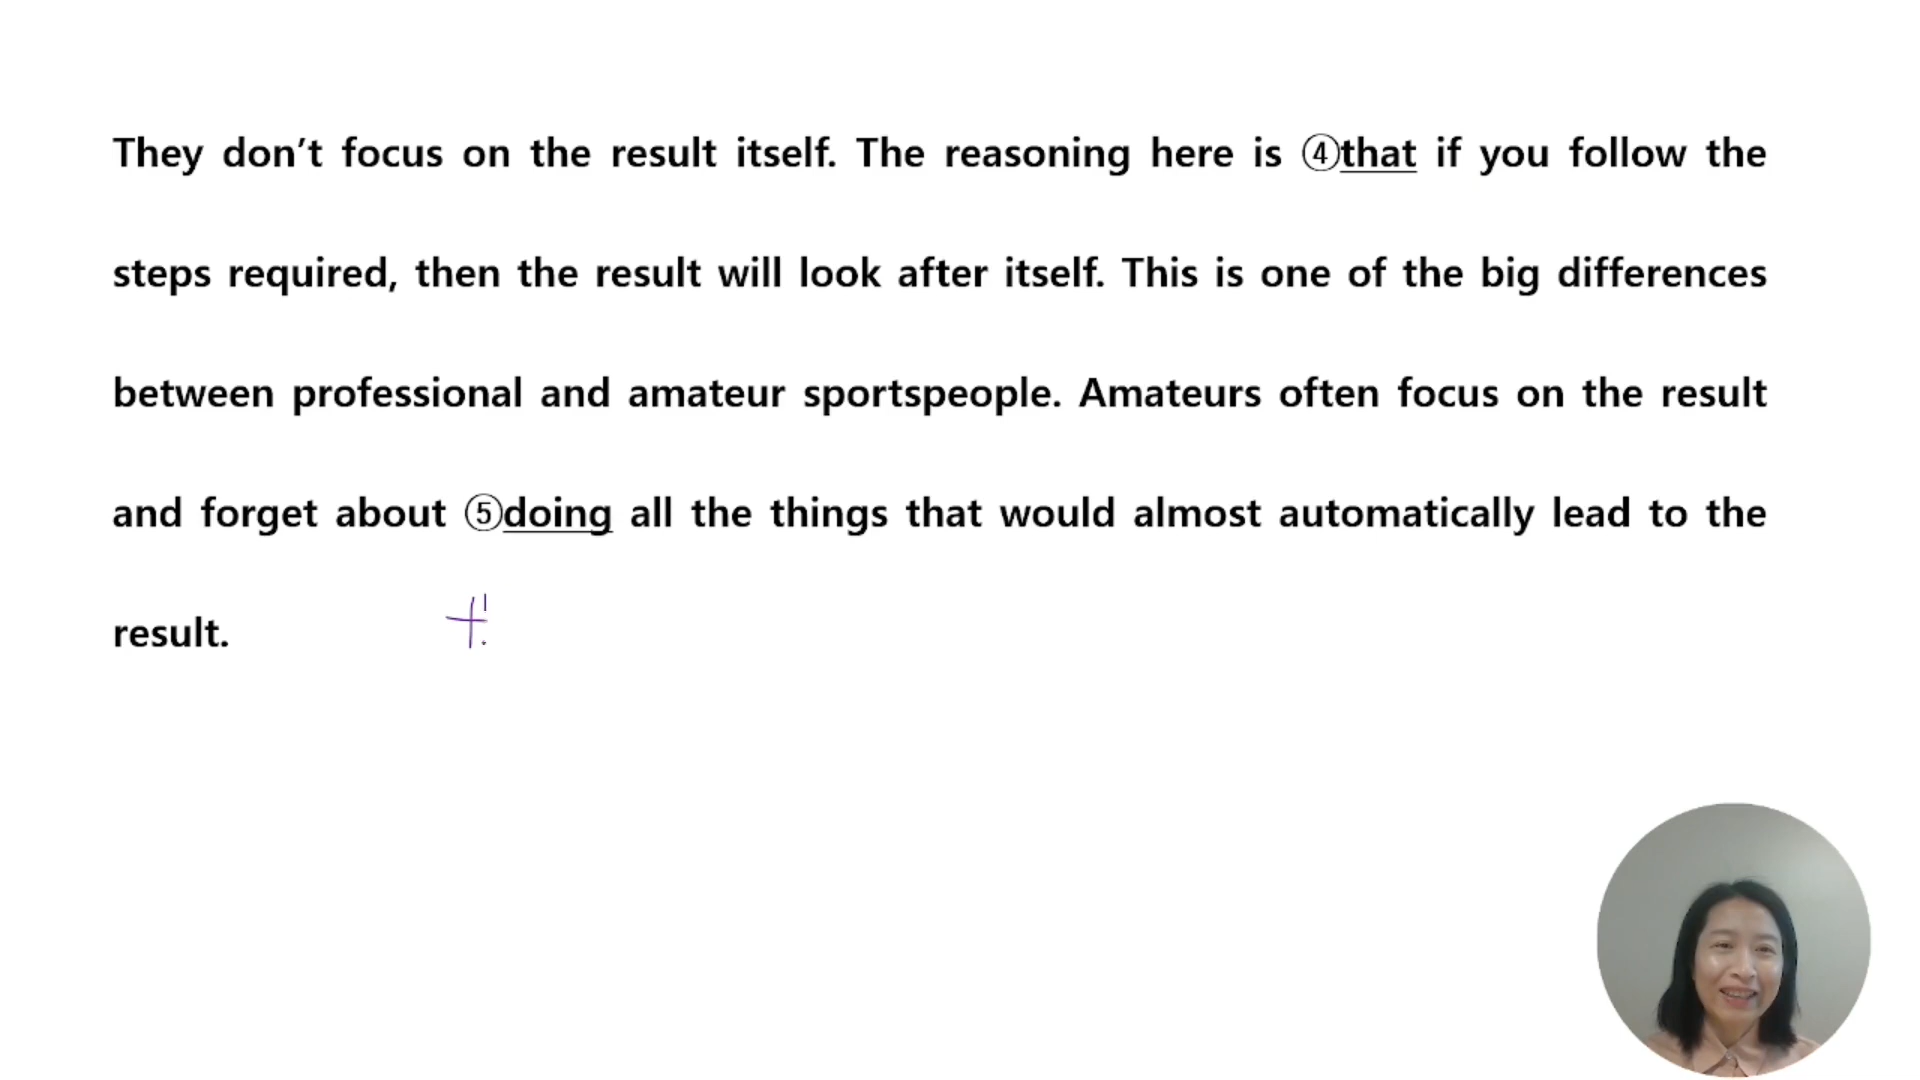 They don’t focus on the result itself. The reasoning here is ④that if you follow the
steps required, then the result will look after itself. This is one of the big differences
between professional and amateur sportspeople. Amateurs often focus on the result
and forget about ⑤doing all the things that would almost automatically lead to the
result.